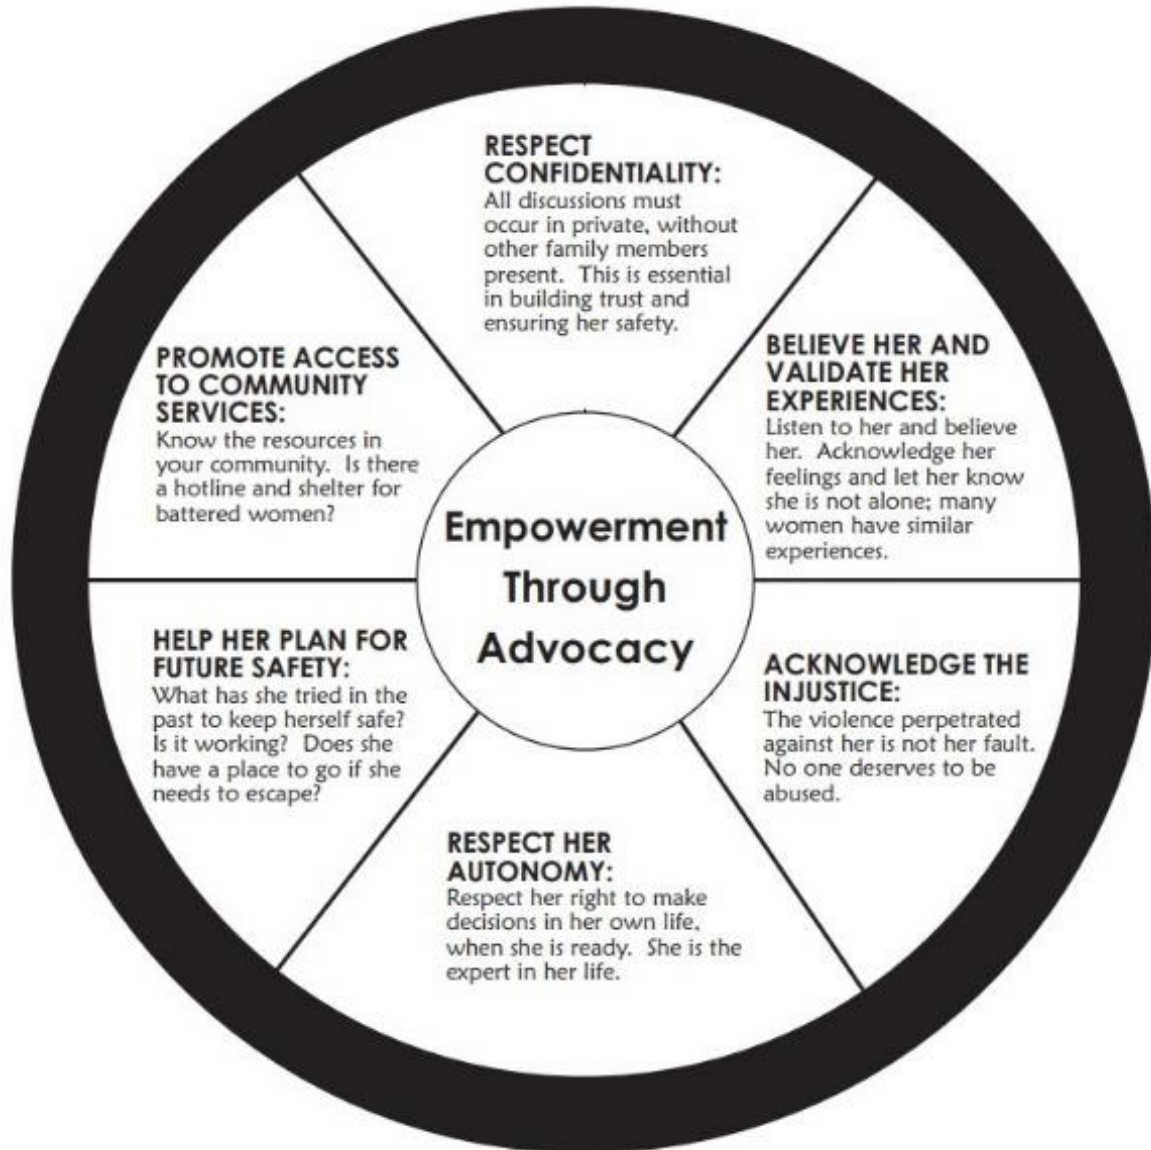 RESPECT
CONFIDENTIALITY:
All discussions must
occur in private, without
other family members
present. This is essential
in building trust and
ensuring her safety.
BELIEVE HER AND
VALIDATE HER
EXPERIENCES:
Listen to her and believe
her. Acknowledge her
feelings and let her know
she is not alone; many
women have similar
experiences.
ACKNOWLEDGE THE
INJUSTICE:
The violence perpetrated
against her is not her fault.
No one deserves to be
abused.
RESPECT HER
AUTONOMY:
Respect her right to make
decisions in her own life,
when she is ready. She is the
expert in her life.
HELP HER PLAN FOR
FUTURE SAFETY:
What has she tried in the
past to keep herself safe?
Is it working? Does she
have a place to go if she
needs to escape?
PROMOTE ACCESS
TO COMMUNITY
SERVICES:
Know the resources in
your community. Is there
a hotline and shelter for
battered women?
Empowerment
Through
Advocacy